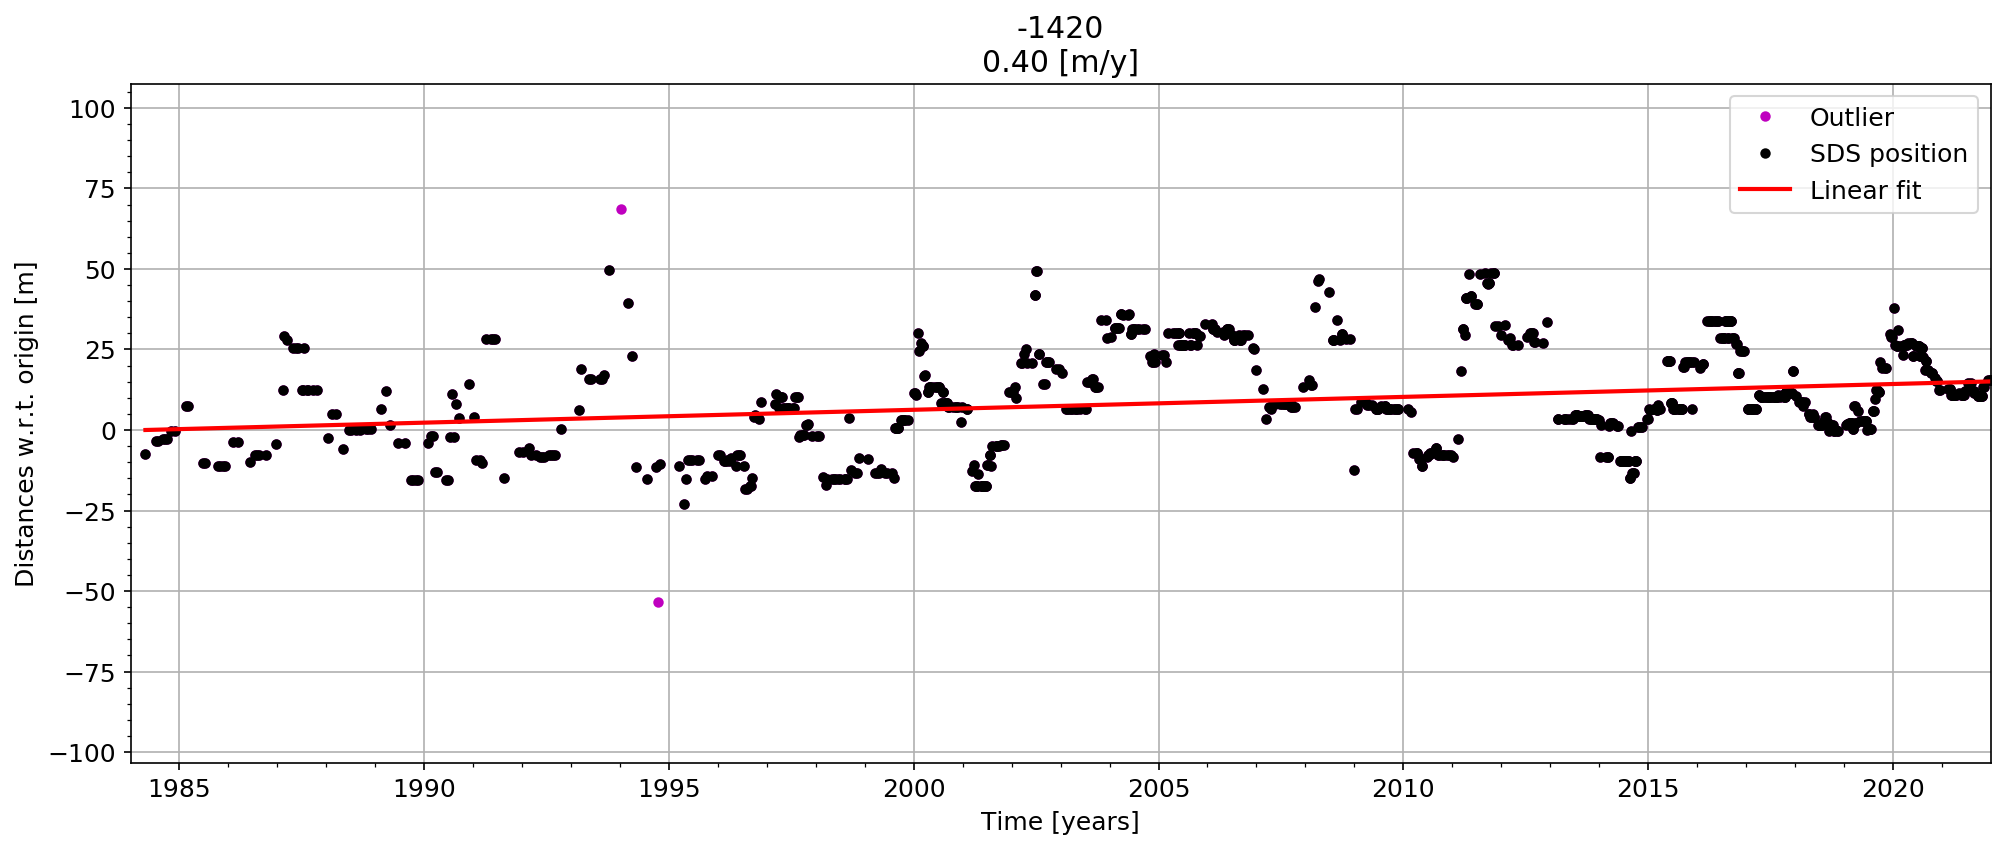 -1420
0.40 [m/y]
Outlier
SDS position
Linear fit
Distances w.r.t. origin [m]
100
75
50
25
0
−25
−50
−75
−100
1985 1990 1995 2000 2005 2010 2015 2020
Time [years]